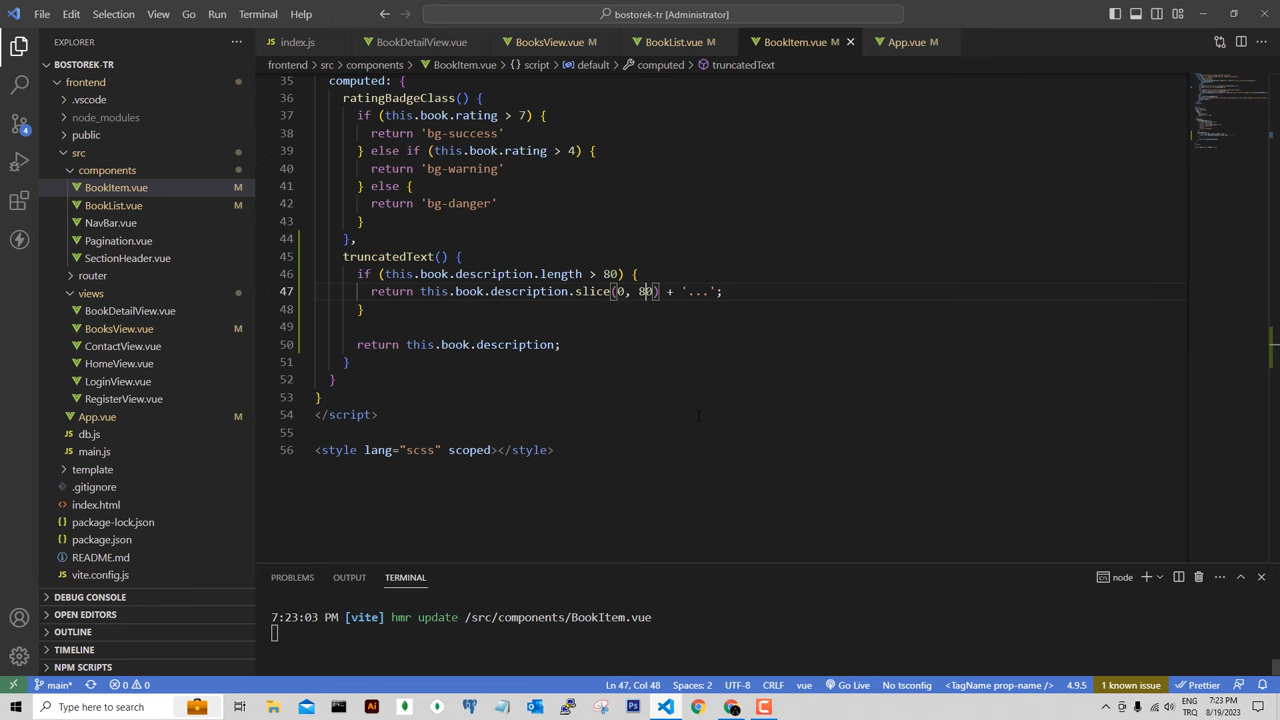 File Edit Selection View Go Run Terminal Help
bostorek-tr [Administrator]
EXPLORER
index.js BookDetailView.vue BooksView.vue M BookList.vue M BookItem.vue M App.vue M
frontend > src > components > BookItem.vue > {} script > default > computed > truncatedText
BOSTOREK-TR
frontend
.vscode
node_modules
public
src
components
BookItem.vue M
BookList.vue M
NavBar.vue
Pagination.vue
SectionHeader.vue
router
views
BookDetailView.vue
BooksView.vue M
ContactView.vue
HomeView.vue
LoginView.vue
RegisterView.vue
App.vue M
db.js
main.js
template
.gitignore
index.html
package-lock.json
package.json
README.md
vite.config.js
DEBUG CONSOLE
OPEN EDITORS
OUTLINE
TIMELINE
NPM SCRIPTS
4
35 computed: {
36 ratingBadgeClass() {
37 if (this.book.rating > 7) {
38 return 'bg-success'
39 } else if (this.book.rating > 4) {
40 return 'bg-warning'
41 } else {
42 return 'bg-danger'
43 }
44 },
45 truncatedText() {
46 if (this.book.description.length > 80) {
47 return this.book.description.slice(0, 80) + '...';
48 }
49
50 return this.book.description;
51 }
52 }
53 }
54 </script>
55
56 <style lang="scss" scoped></style>
PROBLEMS OUTPUT TERMINAL
node
7:23:03 PM [vite] hmr update /src/components/BookItem.vue
main* 0 0 Ln 47, Col 48 Spaces: 2 UTF-8 CRLF vue Go Live No tsconfig <TagName prop-name /> 4.9.5 1 known issue Prettier
Type here to search
ENG 7:23 PM
TRQ 8/19/2023